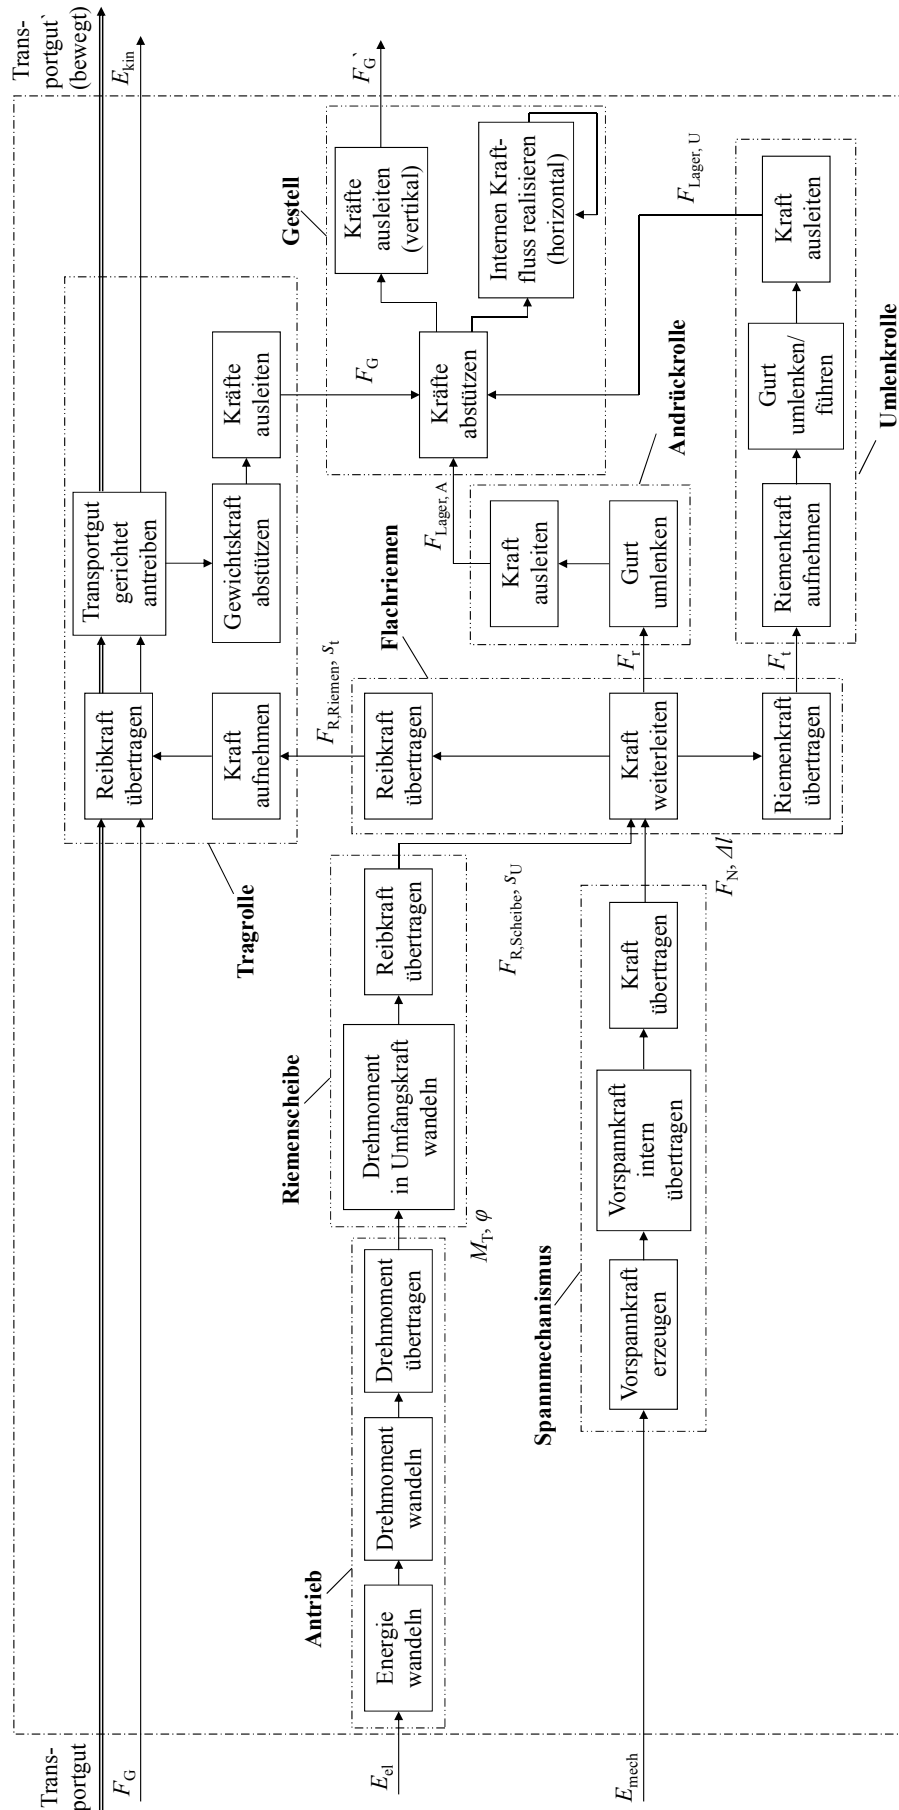 Trans-
portgut
F_G
E_el
E_mech
Antrieb
Energie
wandeln
Drehmoment
wandeln
Drehmoment
übertragen
M_T, φ
Riemenscheibe
Drehmoment
in Umfangskraft
wandeln
Reibkraft
übertragen
F_R,Scheibe, s_U
Spannmechanismus
Vorspannkraft
erzeugen
Vorspannkraft
intern
übertragen
Kraft
übertragen
F_N, Δl
Tragrolle
Reibkraft
übertragen
Kraft
aufnehmen
Transportgut
gerichtet
antreiben
Gewichtskraft
abstützen
Kräfte
ausleiten
F_R,Riemen, s_t
Flachriemen
Reibkraft
übertragen
Kraft
weiterleiten
Riemenkraft
übertragen
F_r
F_t
Andrückrolle
Gurt
umlenken
Kraft
ausleiten
F_Lager, A
F_G
Umlenkrolle
Riemenkraft
aufnehmen
Gurt
umlenken/
führen
Kraft
ausleiten
F_Lager, U
Gestell
Kräfte
abstützen
Kräfte
ausleiten
(vertikal)
Internen Kraft-
fluss realisieren
(horizontal)
Trans-
portgut`
(bewegt)
E_kin
F_G`